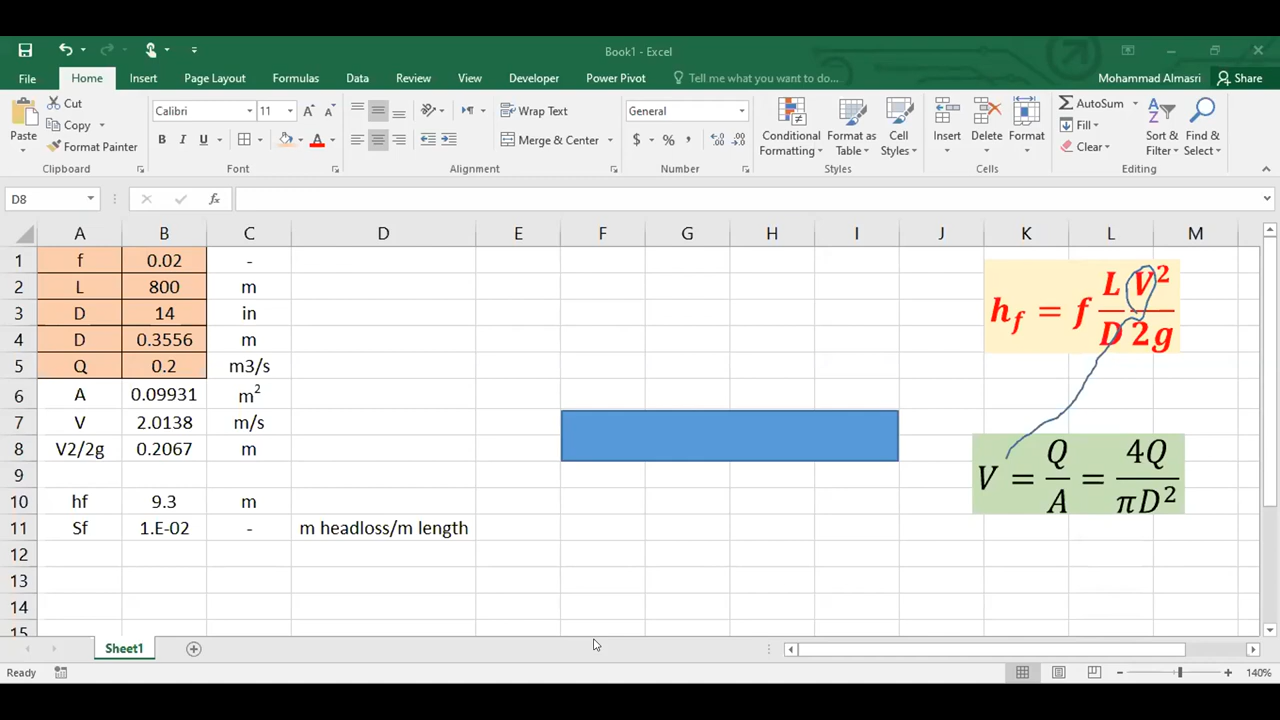 Book1 - Excel
File Home Insert Page Layout Formulas Data Review View Developer Power Pivot Tell me what you want to do... Mohammad Almasri Share
Paste
Cut
Copy
Format Painter
Clipboard
Calibri 11 A A
B I U A
Font
Wrap Text
Merge & Center
Alignment
General
$ % ,
Number
Conditional Formatting
Format as Table
Cell Styles
Styles
Insert Delete Format
Cells
AutoSum
Fill
Clear
Sort & Filter
Find & Select
Editing
D8 fx
A B C D E F G H I J K L M
1 f 0.02 -
2 L 800 m
3 D 14 in
4 D 0.3556 m
5 Q 0.2 m3/s
6 A 0.09931 m²
7 V 2.0138 m/s
8 V2/2g 0.2067 m
9
10 hf 9.3 m
11 Sf 1.E-02 - m headloss/m length
12
13
14
15
h_f = f L/D V²/2g
V = Q/A = 4Q/πD²
Sheet1
Ready 140%